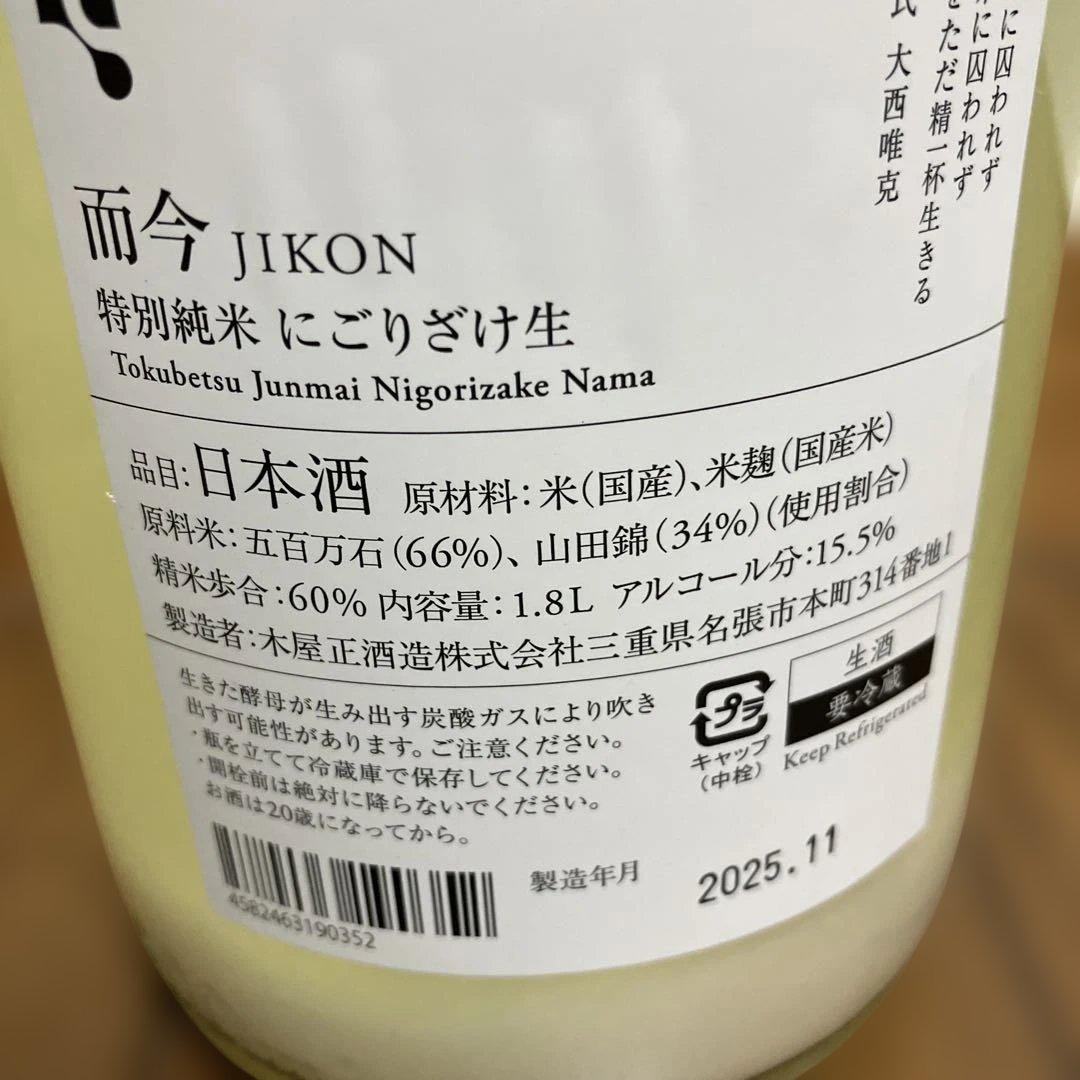 に囚われず
に囚われず
をただ精一杯生きる
氏 大西唯克
而今 JIKON
特別純米 にごりざけ生
Tokubetsu Junmai Nigorizake Nama
品目:日本酒 原材料:米(国産)、米麹(国産米)
原料米:五百万石(66%)、山田錦(34%)(使用割合)
精米歩合:60% 内容量:1.8L アルコール分:15.5%
製造者:木屋正酒造株式会社三重県名張市本町314番地1
生きた酵母が生み出す炭酸ガスにより吹き
出す可能性があります。ご注意ください。
・瓶を立てて冷蔵庫で保存してください。
・開栓前は絶対に降らないでください。
お酒は20歳になってから。
プラ
キャップ
(中栓)
生酒
要冷蔵
Keep Refrigerated
4582463190352
製造年月 2025.11